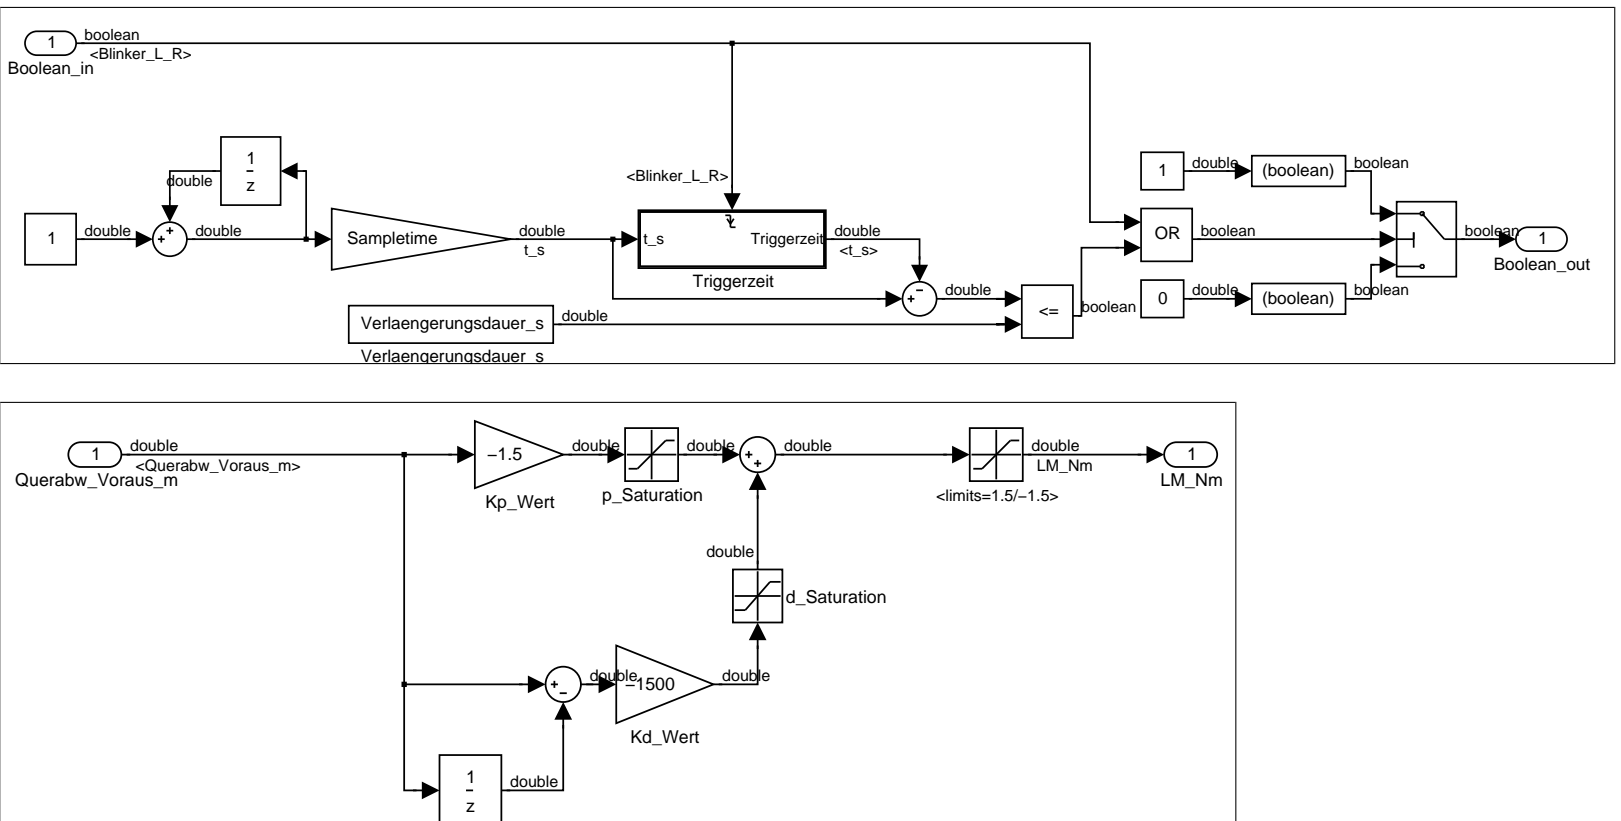 1
boolean
<Blinker_L_R>
Boolean_in
1
z
double
1
double
+
+
double
Sampletime
double
t_s
<Blinker_L_R>
t_s
Triggerzeit
Triggerzeit
double
<t_s>
−
+
double
Verlaengerungsdauer_s
double
Verlaengerungsdauer_s
<=
boolean
OR
boolean
1
double
(boolean)
boolean
0
double
(boolean)
boolean
boolean
1
Boolean_out
1
double
<Querabw_Voraus_m>
Querabw_Voraus_m
−1.5
Kp_Wert
double
p_Saturation
double
+
+
double
<limits=1.5/−1.5>
double
LM_Nm
1
LM_Nm
double
d_Saturation
+
−
double
−1500
Kd_Wert
double
1
z
double